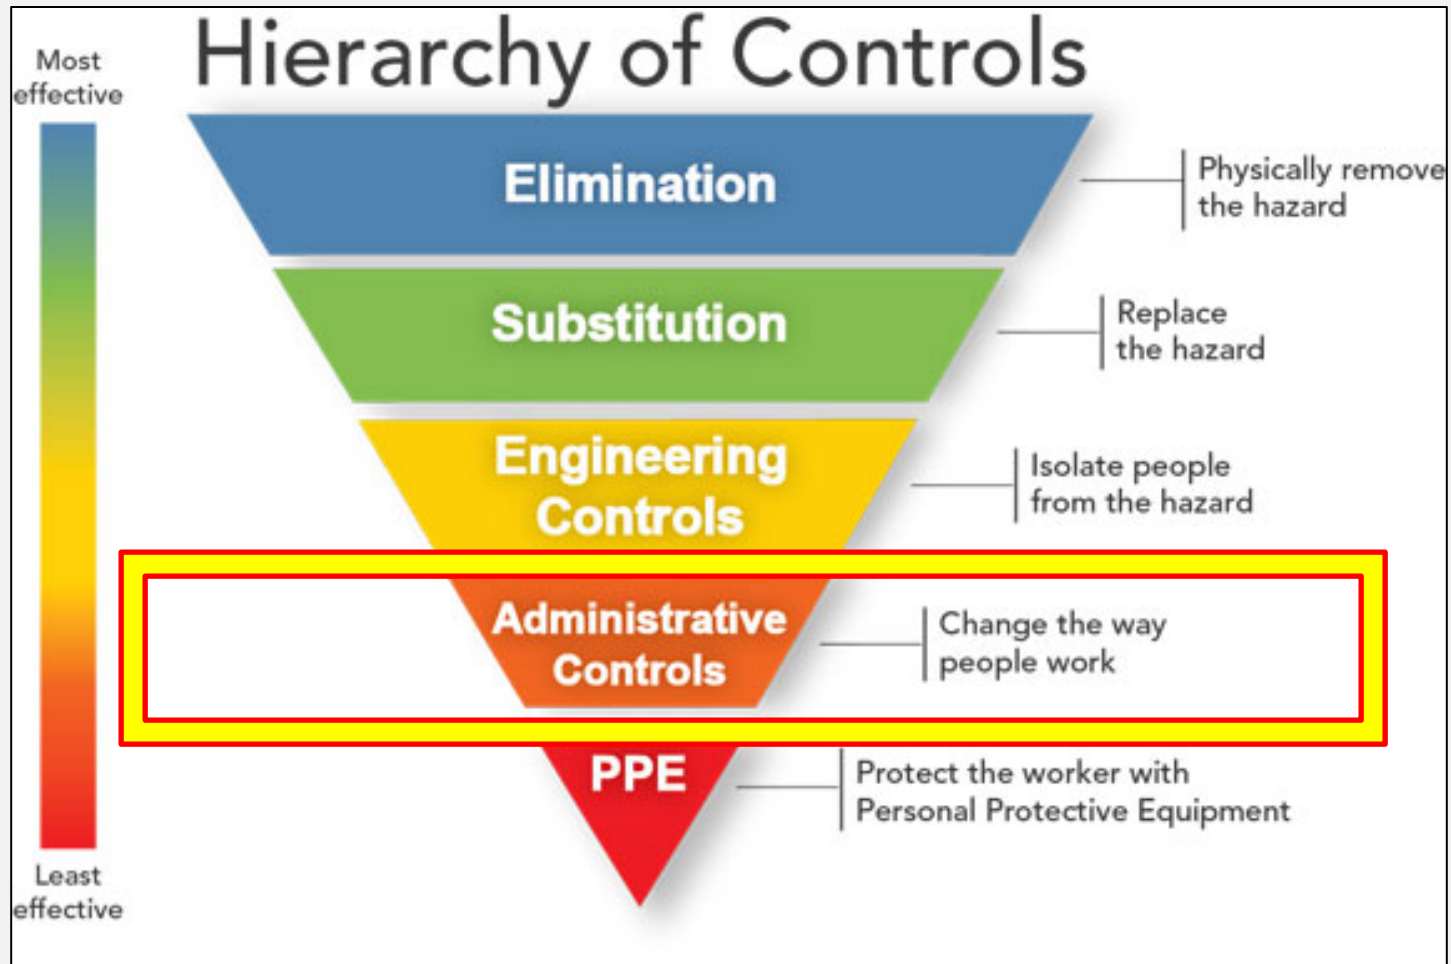 Hierarchy of Controls
Most
effective
Elimination
Physically remove
the hazard
Substitution
Replace
the hazard
Engineering
Controls
Isolate people
from the hazard
Administrative
Controls
Change the way
people work
PPE
Protect the worker with
Personal Protective Equipment
Least
effective